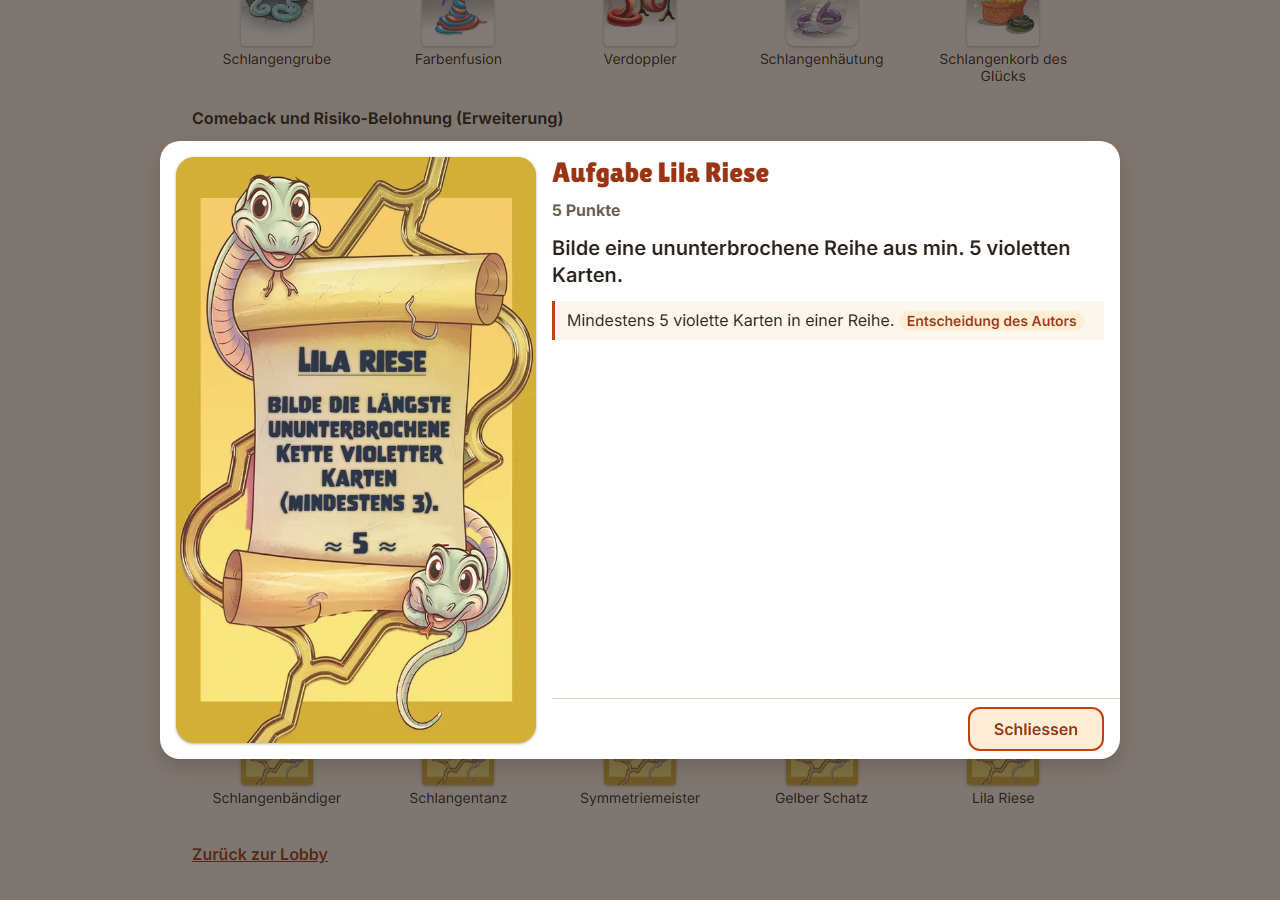 Schlangengrube
Farbenfusion
Verdoppler
Schlangenhäutung
Schlangenkorb des
Glücks
Comeback und Risiko-Belohnung (Erweiterung)
LILA RIESE
BILDE DIE LÄNGSTE
UNUNTERBROCHENE
KETTE VIOLETTER
KARTEN
(MINDESTENS 3).
≈ 5 ≈
Aufgabe Lila Riese
5 Punkte
Bilde eine ununterbrochene Reihe aus min. 5 violetten
Karten.
Mindestens 5 violette Karten in einer Reihe. Entscheidung des Autors
Schliessen
Schlangenbändiger
Schlangentanz
Symmetriemeister
Gelber Schatz
Lila Riese
Zurück zur Lobby